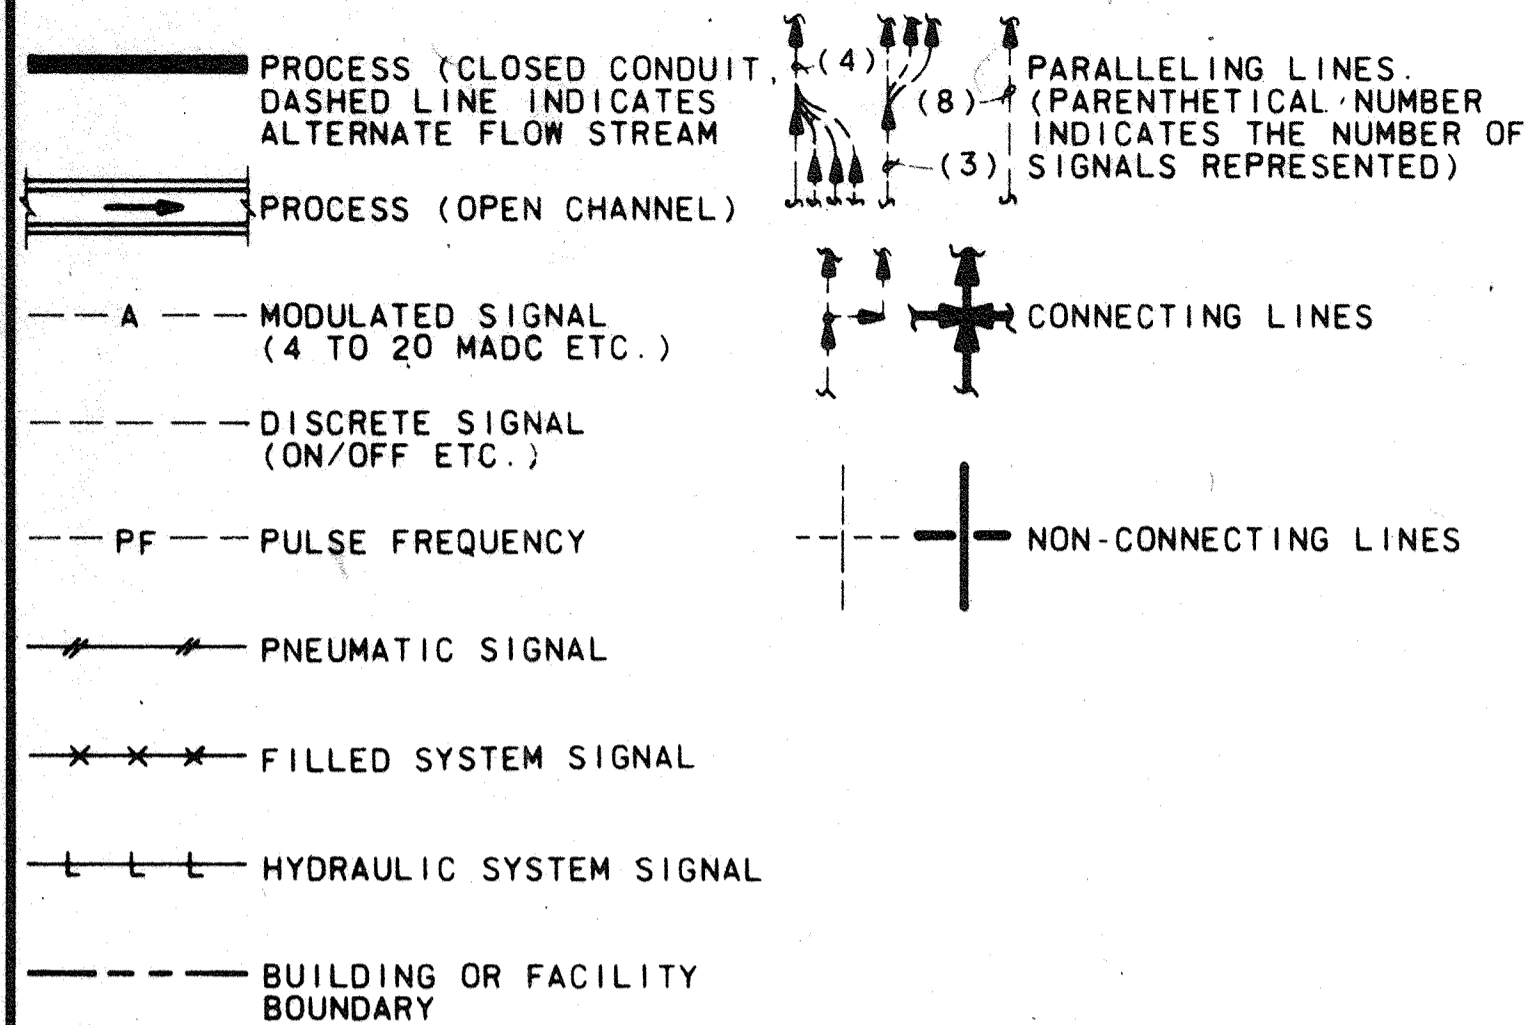 PROCESS (CLOSED CONDUIT,
DASHED LINE INDICATES
ALTERNATE FLOW STREAM
PROCESS (OPEN CHANNEL)
A
MODULATED SIGNAL
(4 TO 20 MADC ETC.)
DISCRETE SIGNAL
(ON/OFF ETC.)
PF
PULSE FREQUENCY
PNEUMATIC SIGNAL
FILLED SYSTEM SIGNAL
L L L
HYDRAULIC SYSTEM SIGNAL
BUILDING OR FACILITY
BOUNDARY
(4)
(8)
(3)
PARALLELING LINES.
(PARENTHETICAL NUMBER
INDICATES THE NUMBER OF
SIGNALS REPRESENTED)
CONNECTING LINES
NON-CONNECTING LINES